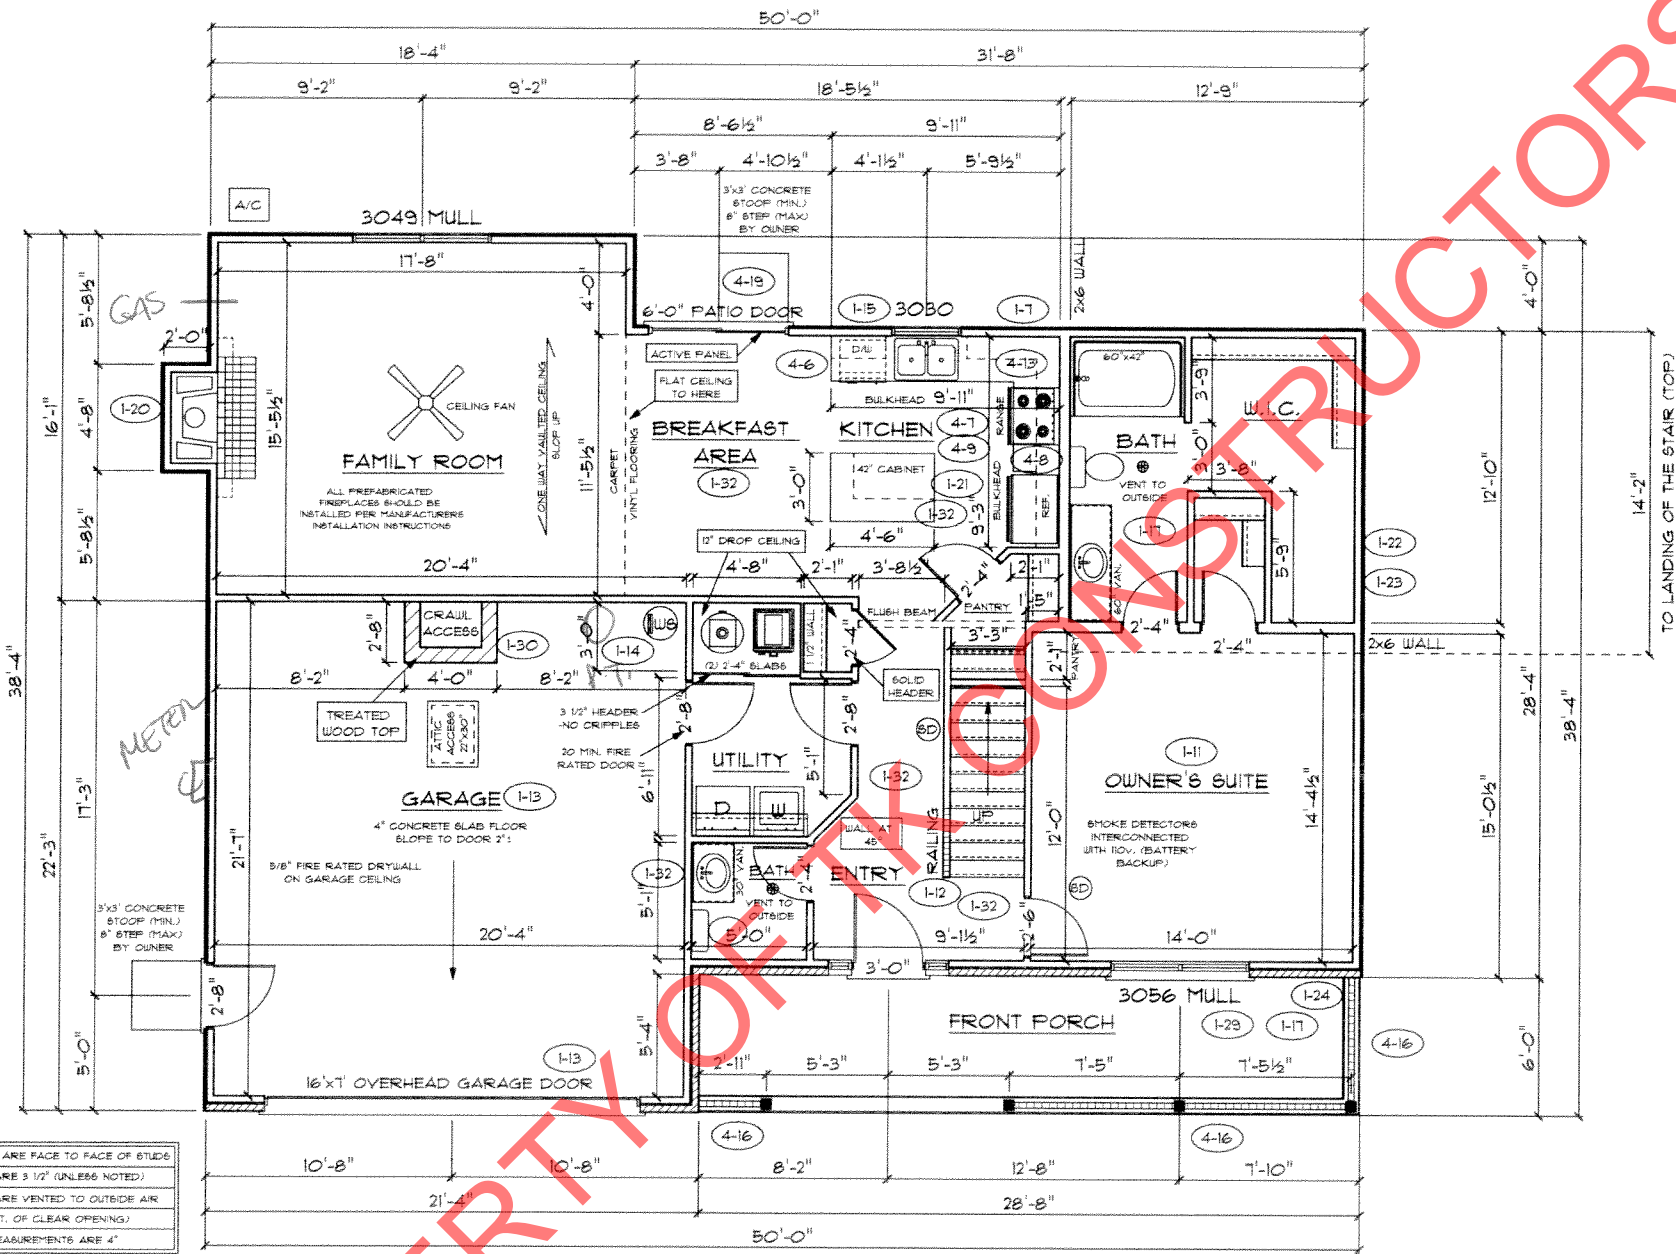 50'-0"
18'-4"
31'-8"
9'-2"
9'-2"
18'-5½"
12'-9"
8'-6½"
9'-11"
3'-8"
4'-10½"
4'-1½"
5'-9½"
A/C
3049 MULL
3'x3' CONCRETE
STOOP (MIN.)
8" STEP (MAX)
BY OWNER
2x6 WALL
17'-8"
4'-0"
4'-19
6'-0" PATIO DOOR
1-15
3030
1-7
4'-0"
GAS
5'-8½"
2'-0"
ACTIVE PANEL
4-6
D/W
4-13
60"x42"
3'-9"
FLAT CEILING
TO HERE
CEILING FAN
ONE WAY VAULTED CEILING
SLOP UP
BULKHEAD
9'-11"
RANGE
W.I.C.
1-20
4'-8"
16'-1"
15'-5½"
11'-5½"
CARPET
VINYL FLOORING
BREAKFAST
AREA
1-32
KITCHEN
4-7
4-9
4-8
BATH
3'-0"
3'-8"
VENT TO
OUTSIDE
FAMILY ROOM
ALL PREFABRICATED
FIREPLACES SHOULD BE
INSTALLED PER MANUFACTURERS
INSTALLATION INSTRUCTIONS
42" CABINET
3'-0"
1-21
1-32
9'-3"
BULKHEAD
REF.
1-17
12'-10"
14'-2"
TO LANDING OF THE STAIR (TOP)
5'-8½"
12" DROP CEILING
4'-6"
5'-9"
1-22
1-23
20'-4"
4'-8"
2'-1"
3'-8½"
2'-4"
2'-1"
60" VAN.
FLUSH BEAM
PANTRY
1'-5"
38'-4"
CRAWL
ACCESS
2'-8"
1-30
3'-0"
1-14
WS
1/2" WALL
2'-4"
(2) 2'-4" SLABS
3'-3"
2'-1"
PANTRY
2'-4"
2'-4"
2x6 WALL
8'-2"
4'-0"
8'-2"
SOLID
HEADER
TREATED
WOOD TOP
ATTIC
ACCESS
22"x30"
3 1/2" HEADER
-NO CRIPPLES
20 MIN. FIRE
RATED DOOR
2'-8"
2'-8"
SD
28'-4"
38'-4"
METER
UTILITY
5'-1"
1-32
1-11
OWNER'S SUITE
GARAGE
1-13
6'-11"
D
W
17'-3"
22'-3"
21'-7"
4" CONCRETE SLAB FLOOR
SLOPE TO DOOR 2":
5/8" FIRE RATED DRYWALL
ON GARAGE CEILING
WALL AT
45°
UP
RAILING
12'-0"
SMOKE DETECTORS
INTERCONNECTED
WITH 110v. (BATTERY
BACKUP)
14'-4½"
15'-0½"
1-32
5'-1"
30" VAN.
BATH
2'-4"
ENTRY
1-12
1-32
SD
VENT TO
OUTSIDE
3'x3' CONCRETE
STOOP (MIN.)
8" STEP (MAX)
BY OWNER
20'-4"
5'-0"
9'-1½"
2'-6"
14'-0"
2'-8"
3'-0"
3056 MULL
1-24
FRONT PORCH
1-29
1-17
4-16
5'-0"
5'-4"
1-13
16'x7' OVERHEAD GARAGE DOOR
2'-11"
5'-3"
5'-3"
7'-5"
7'-5½"
6'-0"
4-16
4-16
ARE FACE TO FACE OF STUDS
ARE 3 1/2" (UNLESS NOTED)
ARE VENTED TO OUTSIDE AIR
T. OF CLEAR OPENING)
EASUREMENTS ARE 4"
10'-8"
10'-8"
8'-2"
12'-8"
7'-10"
21'-4"
28'-8"
50'-0"
ERTY OF TK CONSTRUCTORS